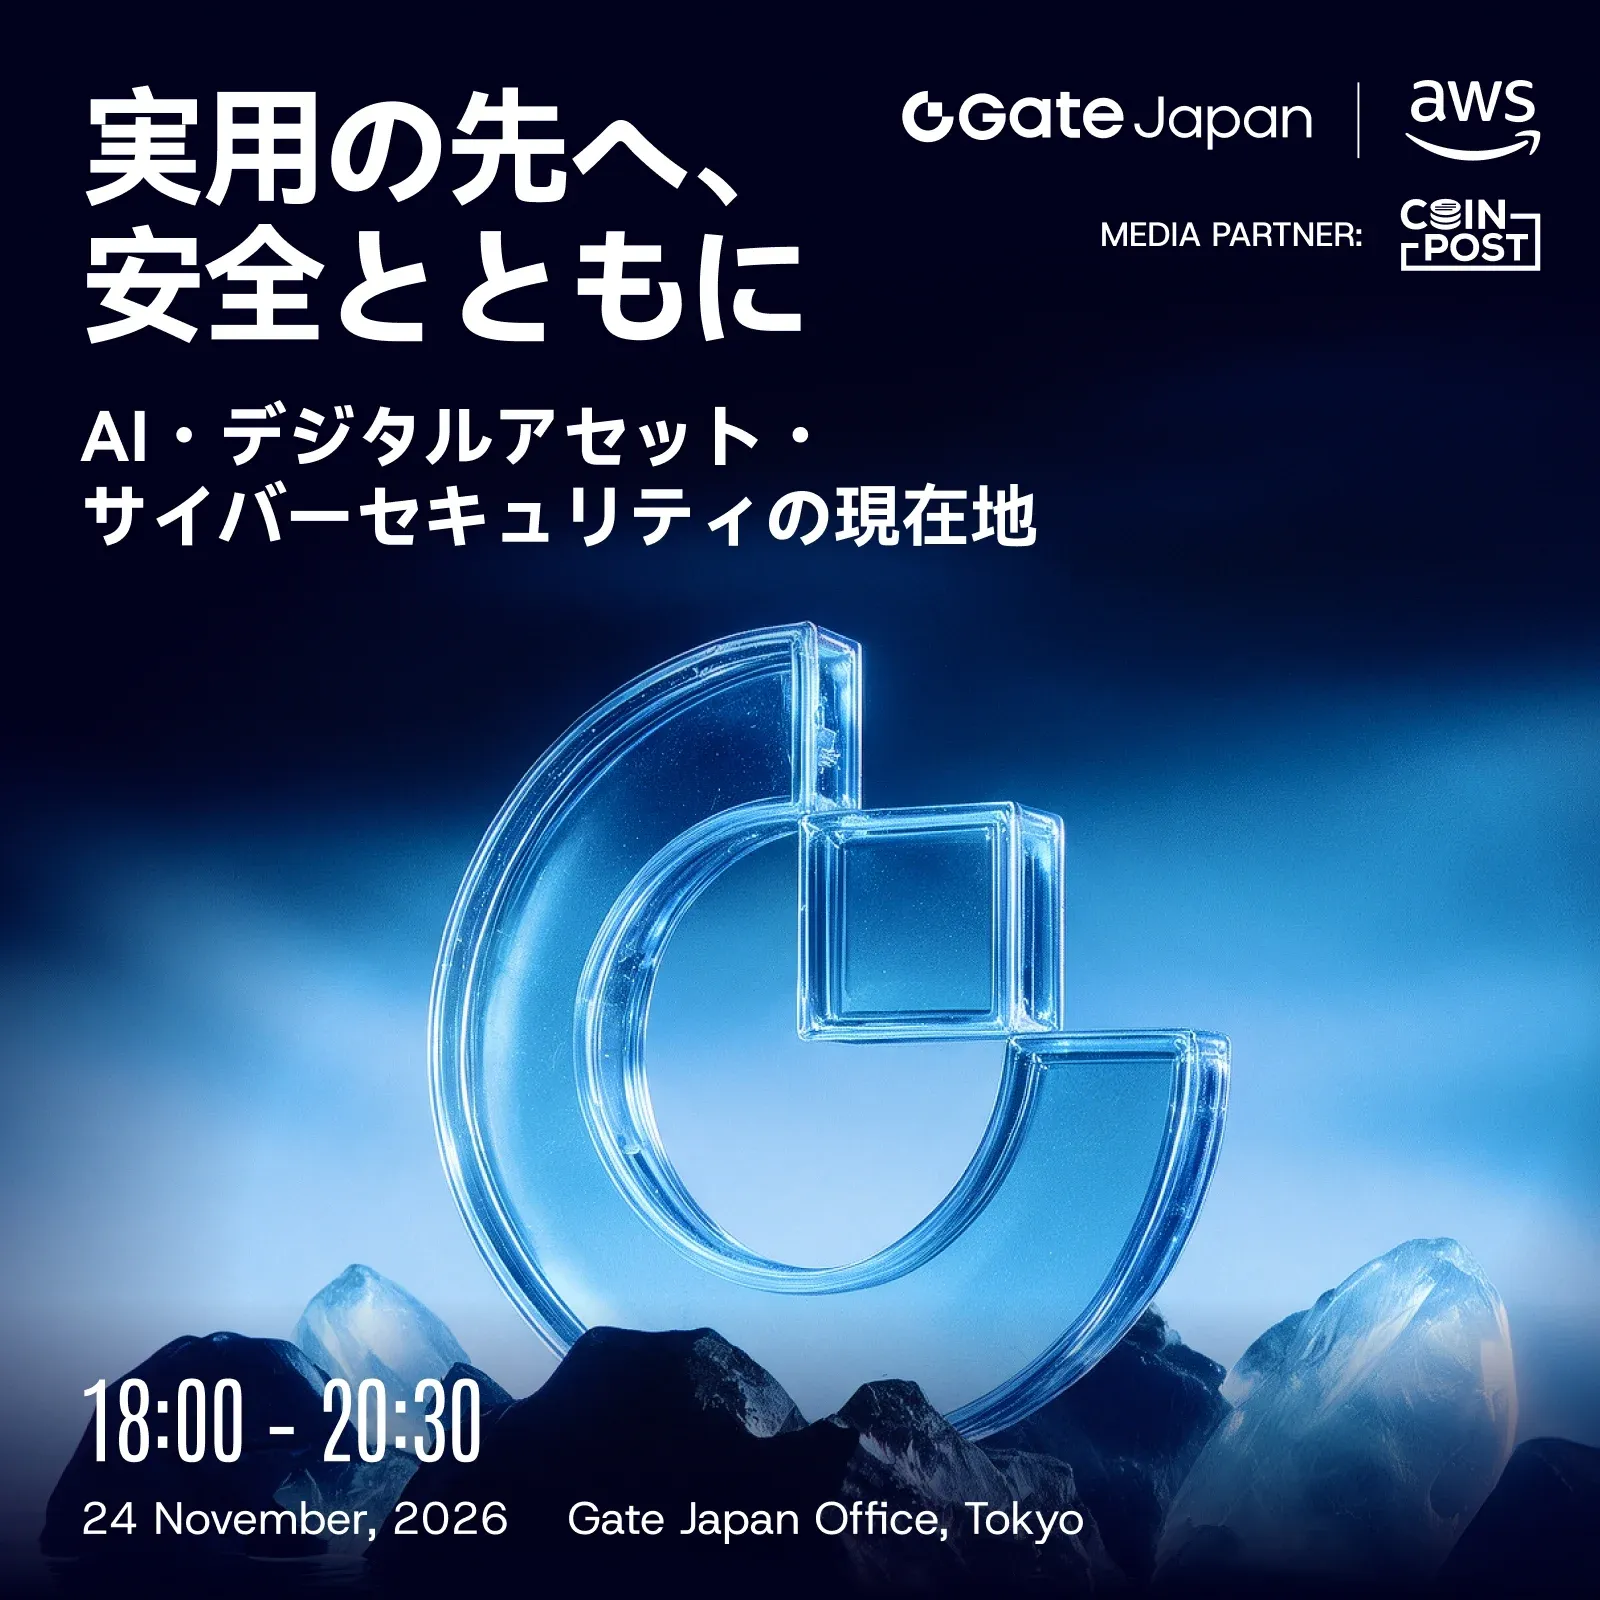 実用の先へ、
安全とともに
AI・デジタルアセット・
サイバーセキュリティの現在地
Gate Japan
aws
MEDIA PARTNER:
COIN
POST
18:00 – 20:30
24 November, 2026
Gate Japan Office, Tokyo